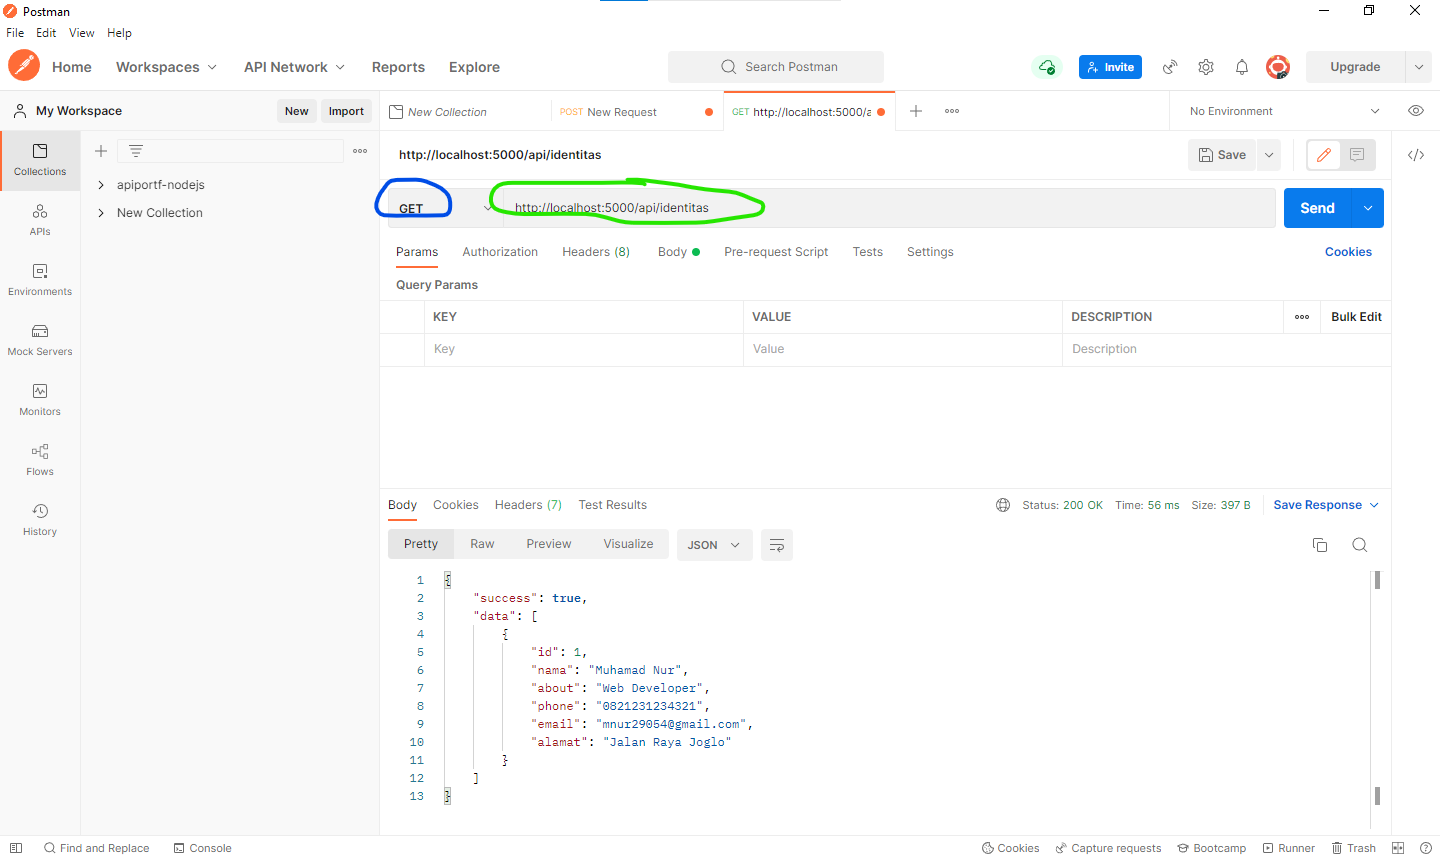 Postman
File Edit View Help
Home Workspaces API Network Reports Explore Search Postman Invite Upgrade
My Workspace New Import
New Collection POST New Request GET http://localhost:5000/a No Environment
Collections
APIs
Environments
Mock Servers
Monitors
Flows
History
apiportf-nodejs
New Collection
http://localhost:5000/api/identitas Save
GET http://localhost:5000/api/identitas Send
Params Authorization Headers (8) Body Pre-request Script Tests Settings Cookies
Query Params
KEY VALUE DESCRIPTION Bulk Edit
Key Value Description
Body Cookies Headers (7) Test Results Status: 200 OK Time: 56 ms Size: 397 B Save Response
Pretty Raw Preview Visualize JSON
1 {
2 "success": true,
3 "data": [
4 {
5 "id": 1,
6 "nama": "Muhamad Nur",
7 "about": "Web Developer",
8 "phone": "0821231234321",
9 "email": "mnur29054@gmail.com",
10 "alamat": "Jalan Raya Joglo"
11 }
12 ]
13 }
Find and Replace Console Cookies Capture requests Bootcamp Runner Trash